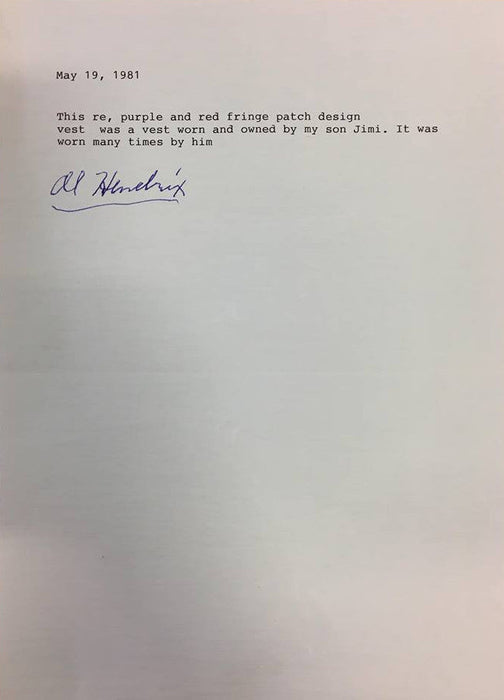 May 19, 1981
This re, purple and red fringe patch design
vest was a vest worn and owned by my son Jimi. It was
worn many times by him
Al Hendrix